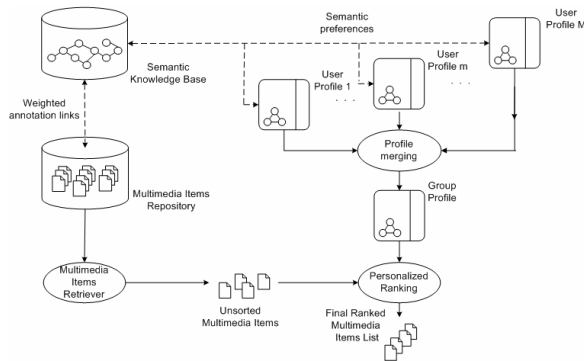 Semantic
preferences
User
Profile M
Semantic
Knowledge Base
User
Profile 1
. . .
User
Profile m
. . .
Weighted
annotation links
Profile
merging
Multimedia Items
Repository
Group
Profile
Multimedia
Items
Retriever
Personalized
Ranking
Unsorted
Multimedia Items
Final Ranked
Multimedia
Items List